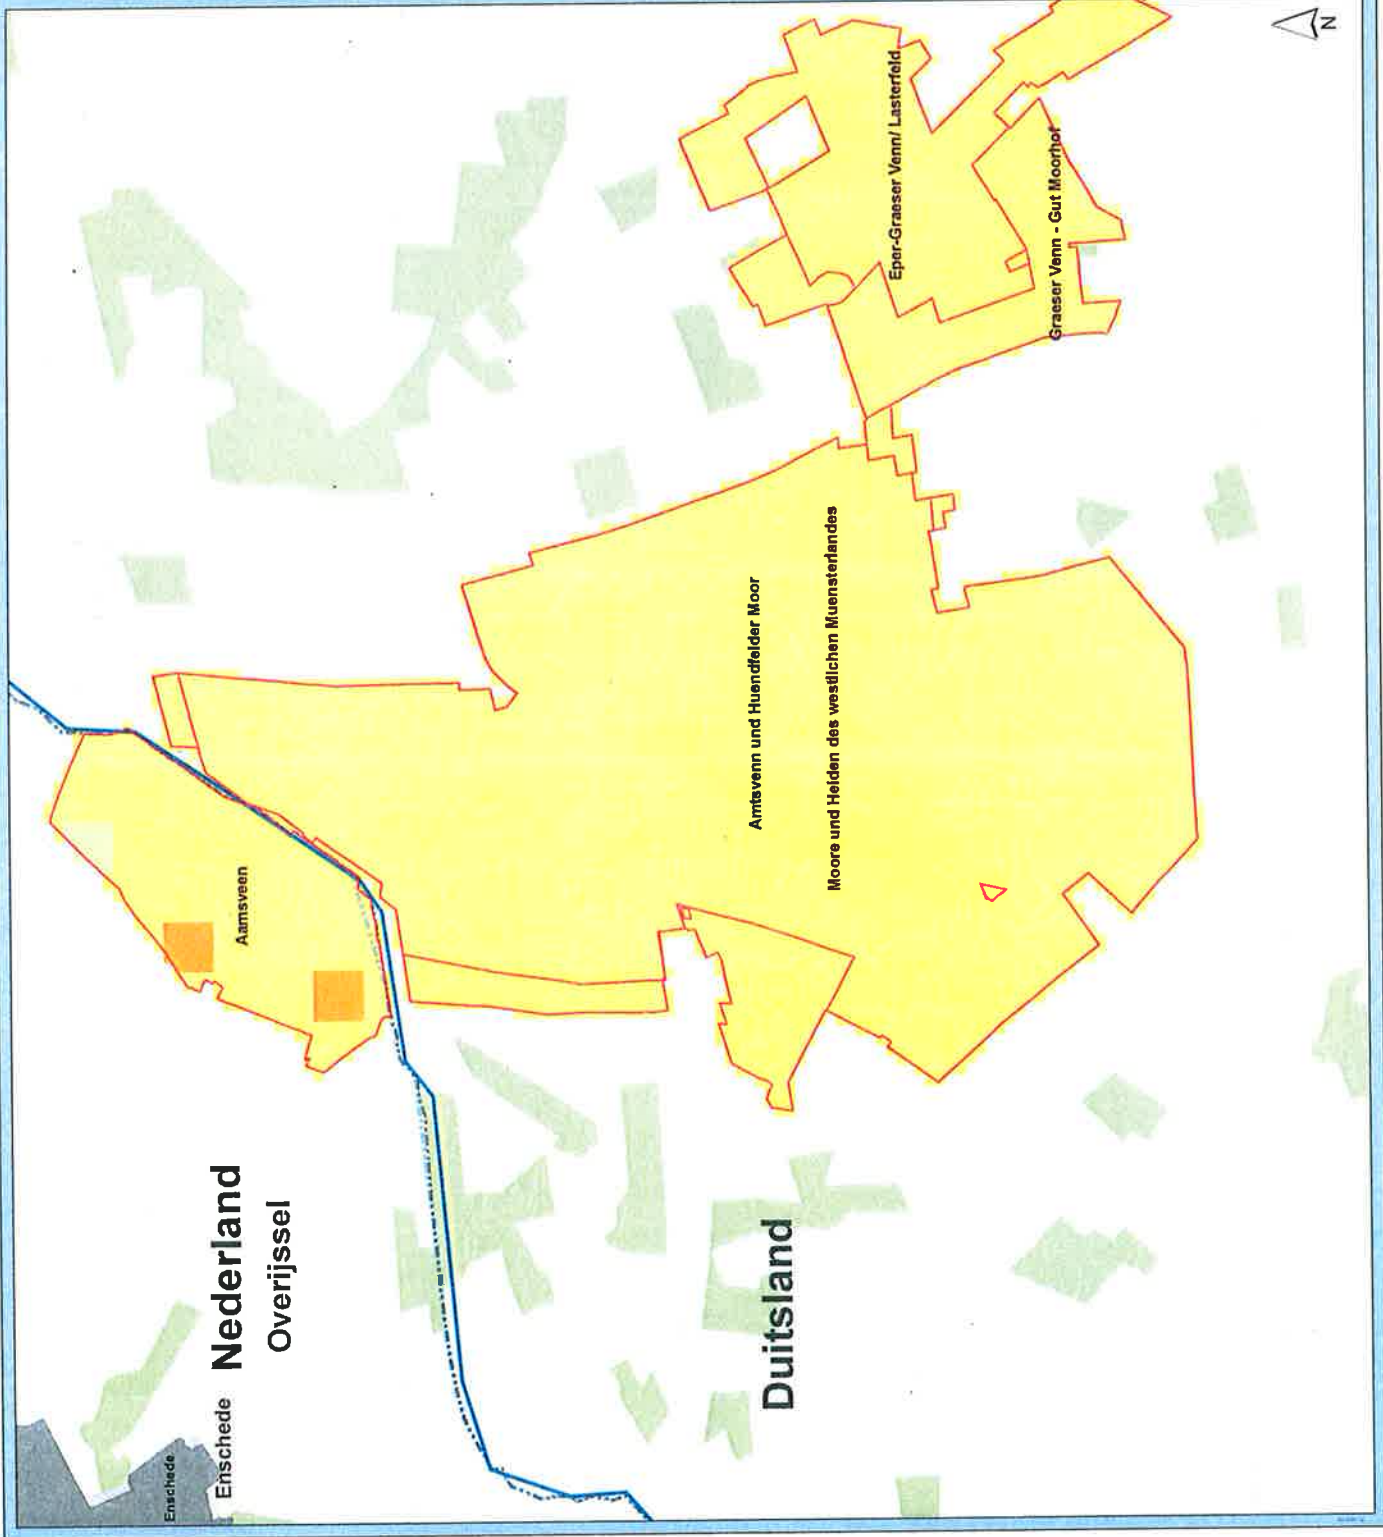 Enschede
Enschede
Nederland
Overijssel
Aamsveen
Duitsland
Amtsvenn und Huendfelder Moor
Moore und Heiden des westlichen Muensterlandes
Eper-Graeser Venn/ Lasterfeld
Graeser Venn - Gut Moorhof
N